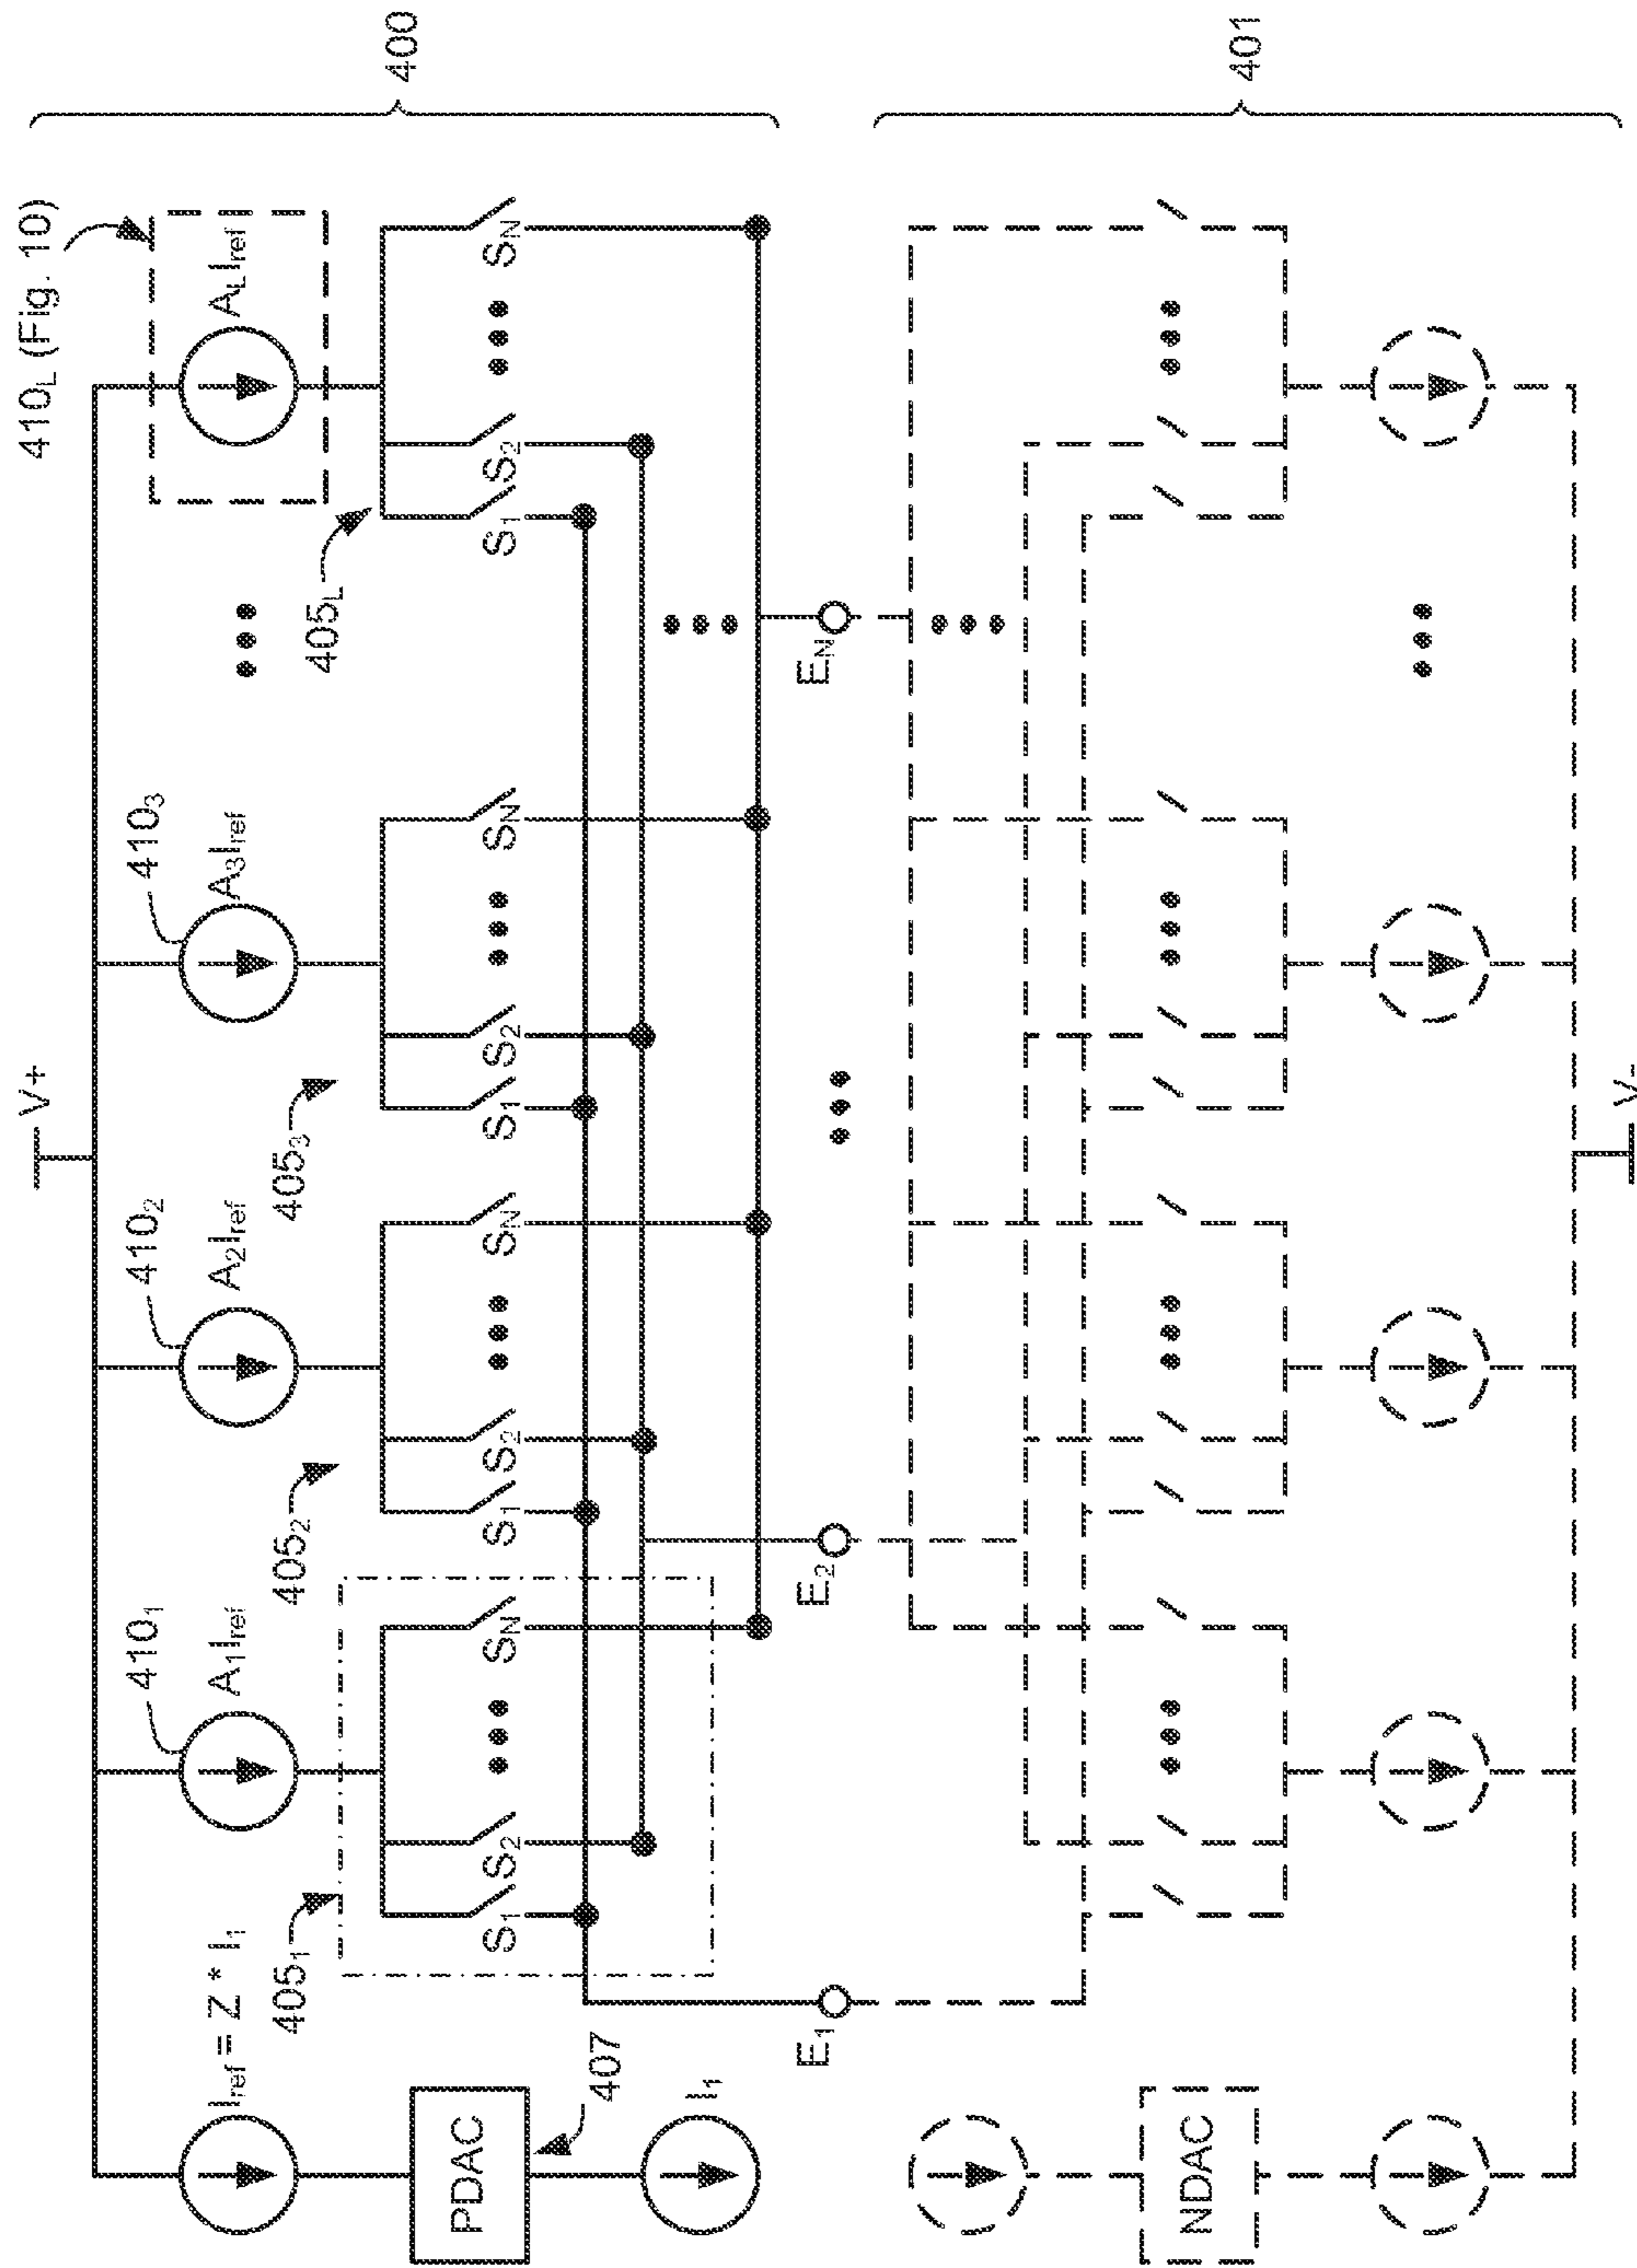 V+
410L (Fig. 10)
Iref = Z * I1
4101
A1Iref
4102
A2Iref
4103
A3Iref
ALIref
400
4051
4052
4053
405L
PDAC
407
S1 S2 SN
S1 S2 SN
S1 S2 SN
S1 S2 SN
I1
E1
E2
EN
401
NDAC
V-